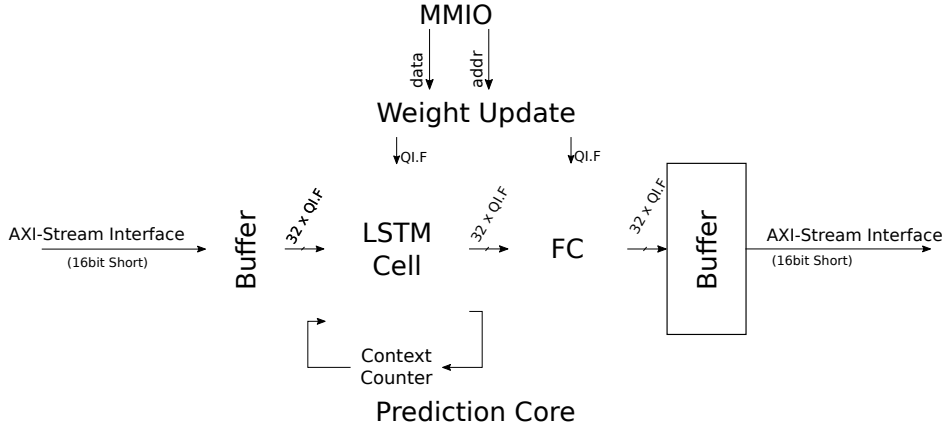 MMIO
data
addr
Weight Update
QI.F
QI.F
AXI-Stream Interface
(16bit Short)
Buffer
32 x QI.F
LSTM
Cell
32 x QI.F
FC
32 x QI.F
Buffer
AXI-Stream Interface
(16bit Short)
Context
Counter
Prediction Core